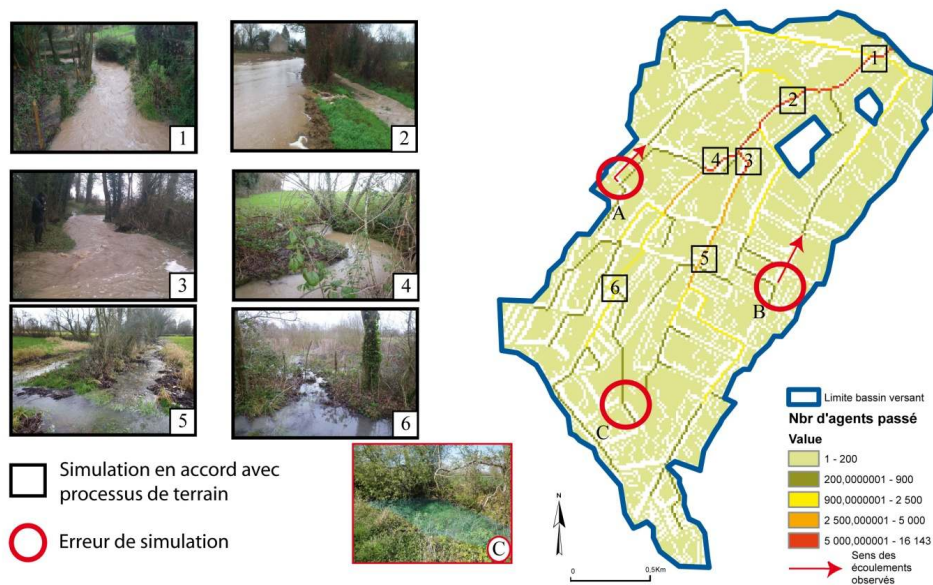 1
2
3
4
5
6
Simulation en accord avec
processus de terrain
Erreur de simulation
C
1
2
4
3
A
5
6
B
C
Limite bassin versant
Nbr d'agents passé
Value
1 - 200
200,0000001 - 900
900,0000001 - 2 500
2 500,000001 - 5 000
5 000,000001 - 16 143
Sens des
écoulements
observés
N
0
0.5Km